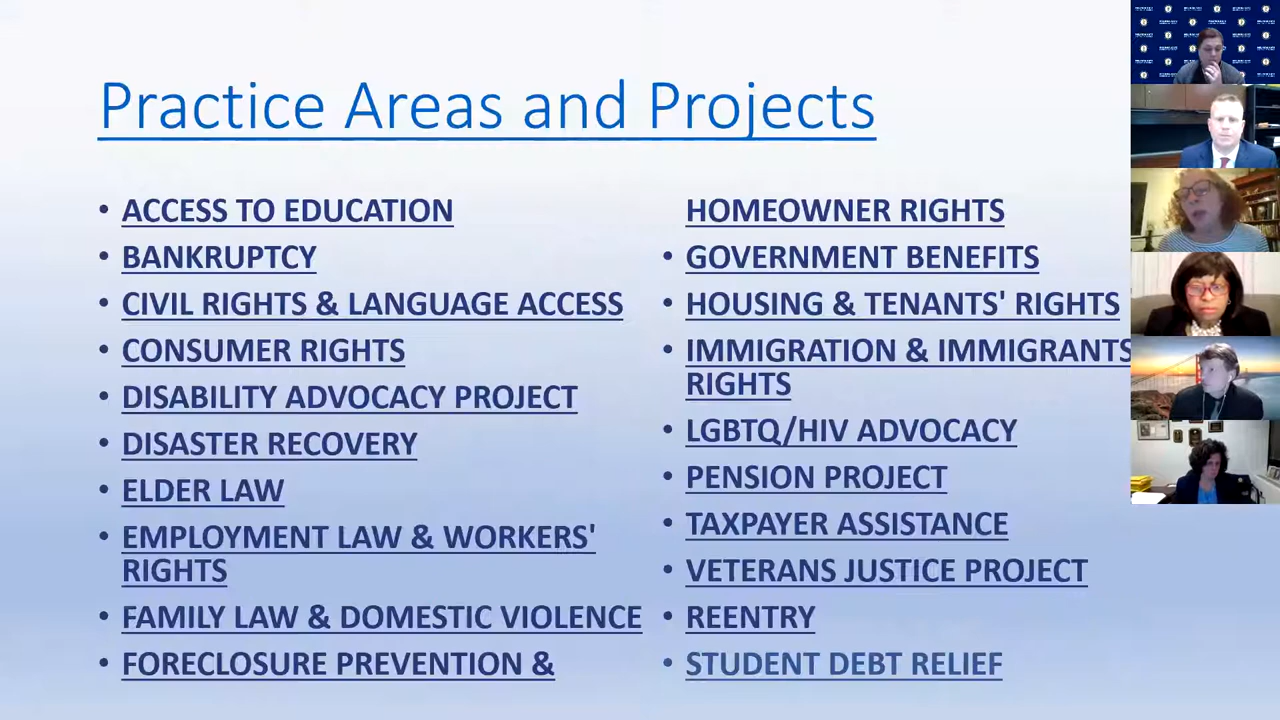 Practice Areas and Projects
• ACCESS TO EDUCATION
• BANKRUPTCY
• CIVIL RIGHTS & LANGUAGE ACCESS
• CONSUMER RIGHTS
• DISABILITY ADVOCACY PROJECT
• DISASTER RECOVERY
• ELDER LAW
• EMPLOYMENT LAW & WORKERS'
RIGHTS
• FAMILY LAW & DOMESTIC VIOLENCE
• FORECLOSURE PREVENTION &
HOMEOWNER RIGHTS
• GOVERNMENT BENEFITS
• HOUSING & TENANTS' RIGHTS
• IMMIGRATION & IMMIGRANTS
RIGHTS
• LGBTQ/HIV ADVOCACY
• PENSION PROJECT
• TAXPAYER ASSISTANCE
• VETERANS JUSTICE PROJECT
• REENTRY
• STUDENT DEBT RELIEF